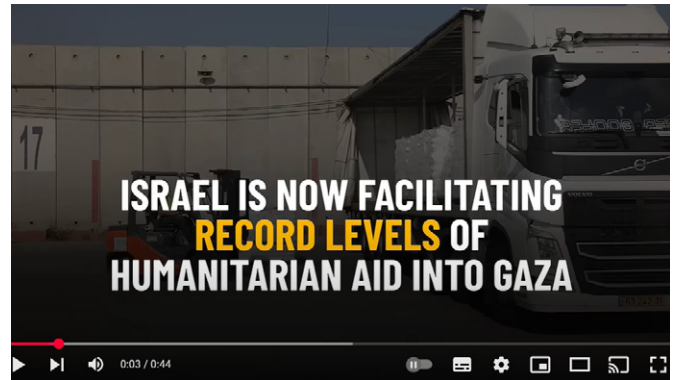 17
VOLVO
ISRAEL IS NOW FACILITATING
RECORD LEVELS OF
HUMANITARIAN AID INTO GAZA
0:03 / 0:44